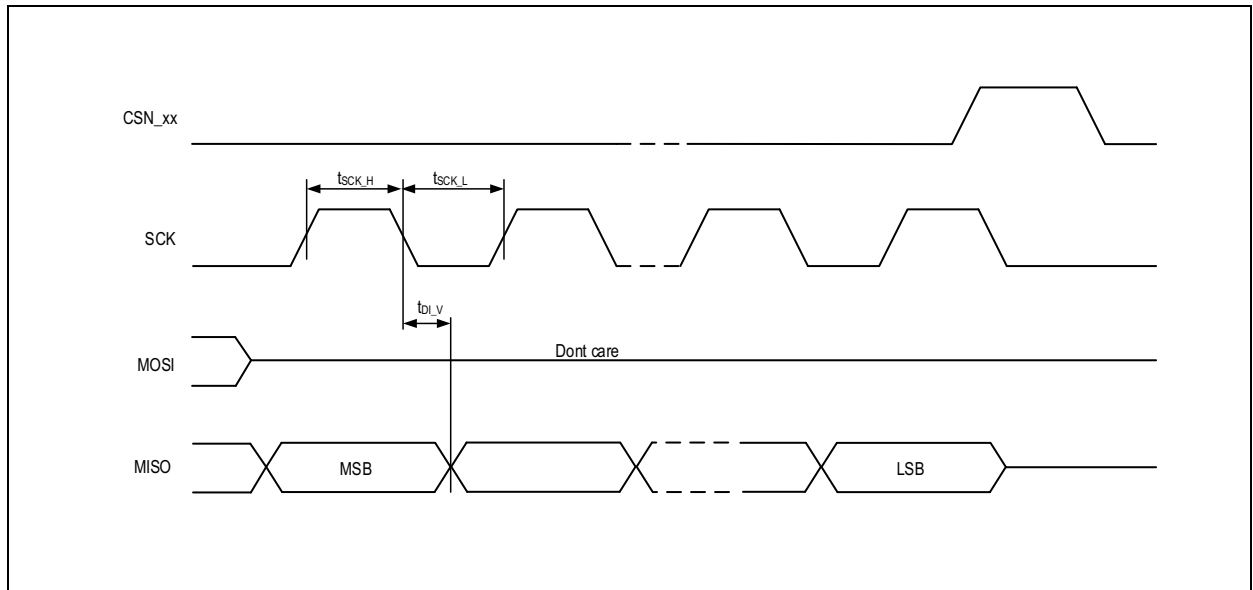 CSN_xx
tSCK_H tSCK_L
SCK
tDI_V
MOSI Dont care
MISO MSB LSB